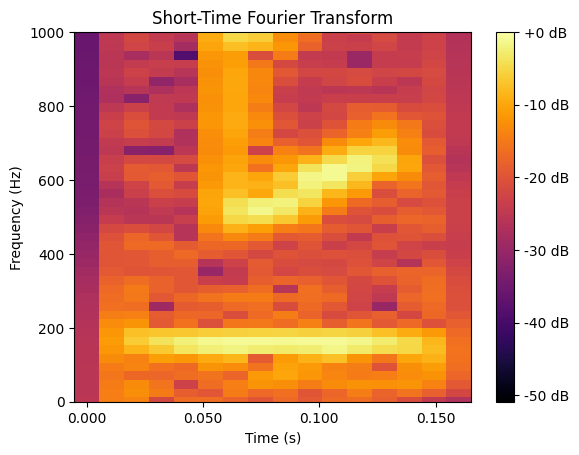 Short-Time Fourier Transform
Frequency (Hz)
1000
800
600
400
200
0
0.000
0.050
0.100
0.150
Time (s)
+0 dB
-10 dB
-20 dB
-30 dB
-40 dB
-50 dB